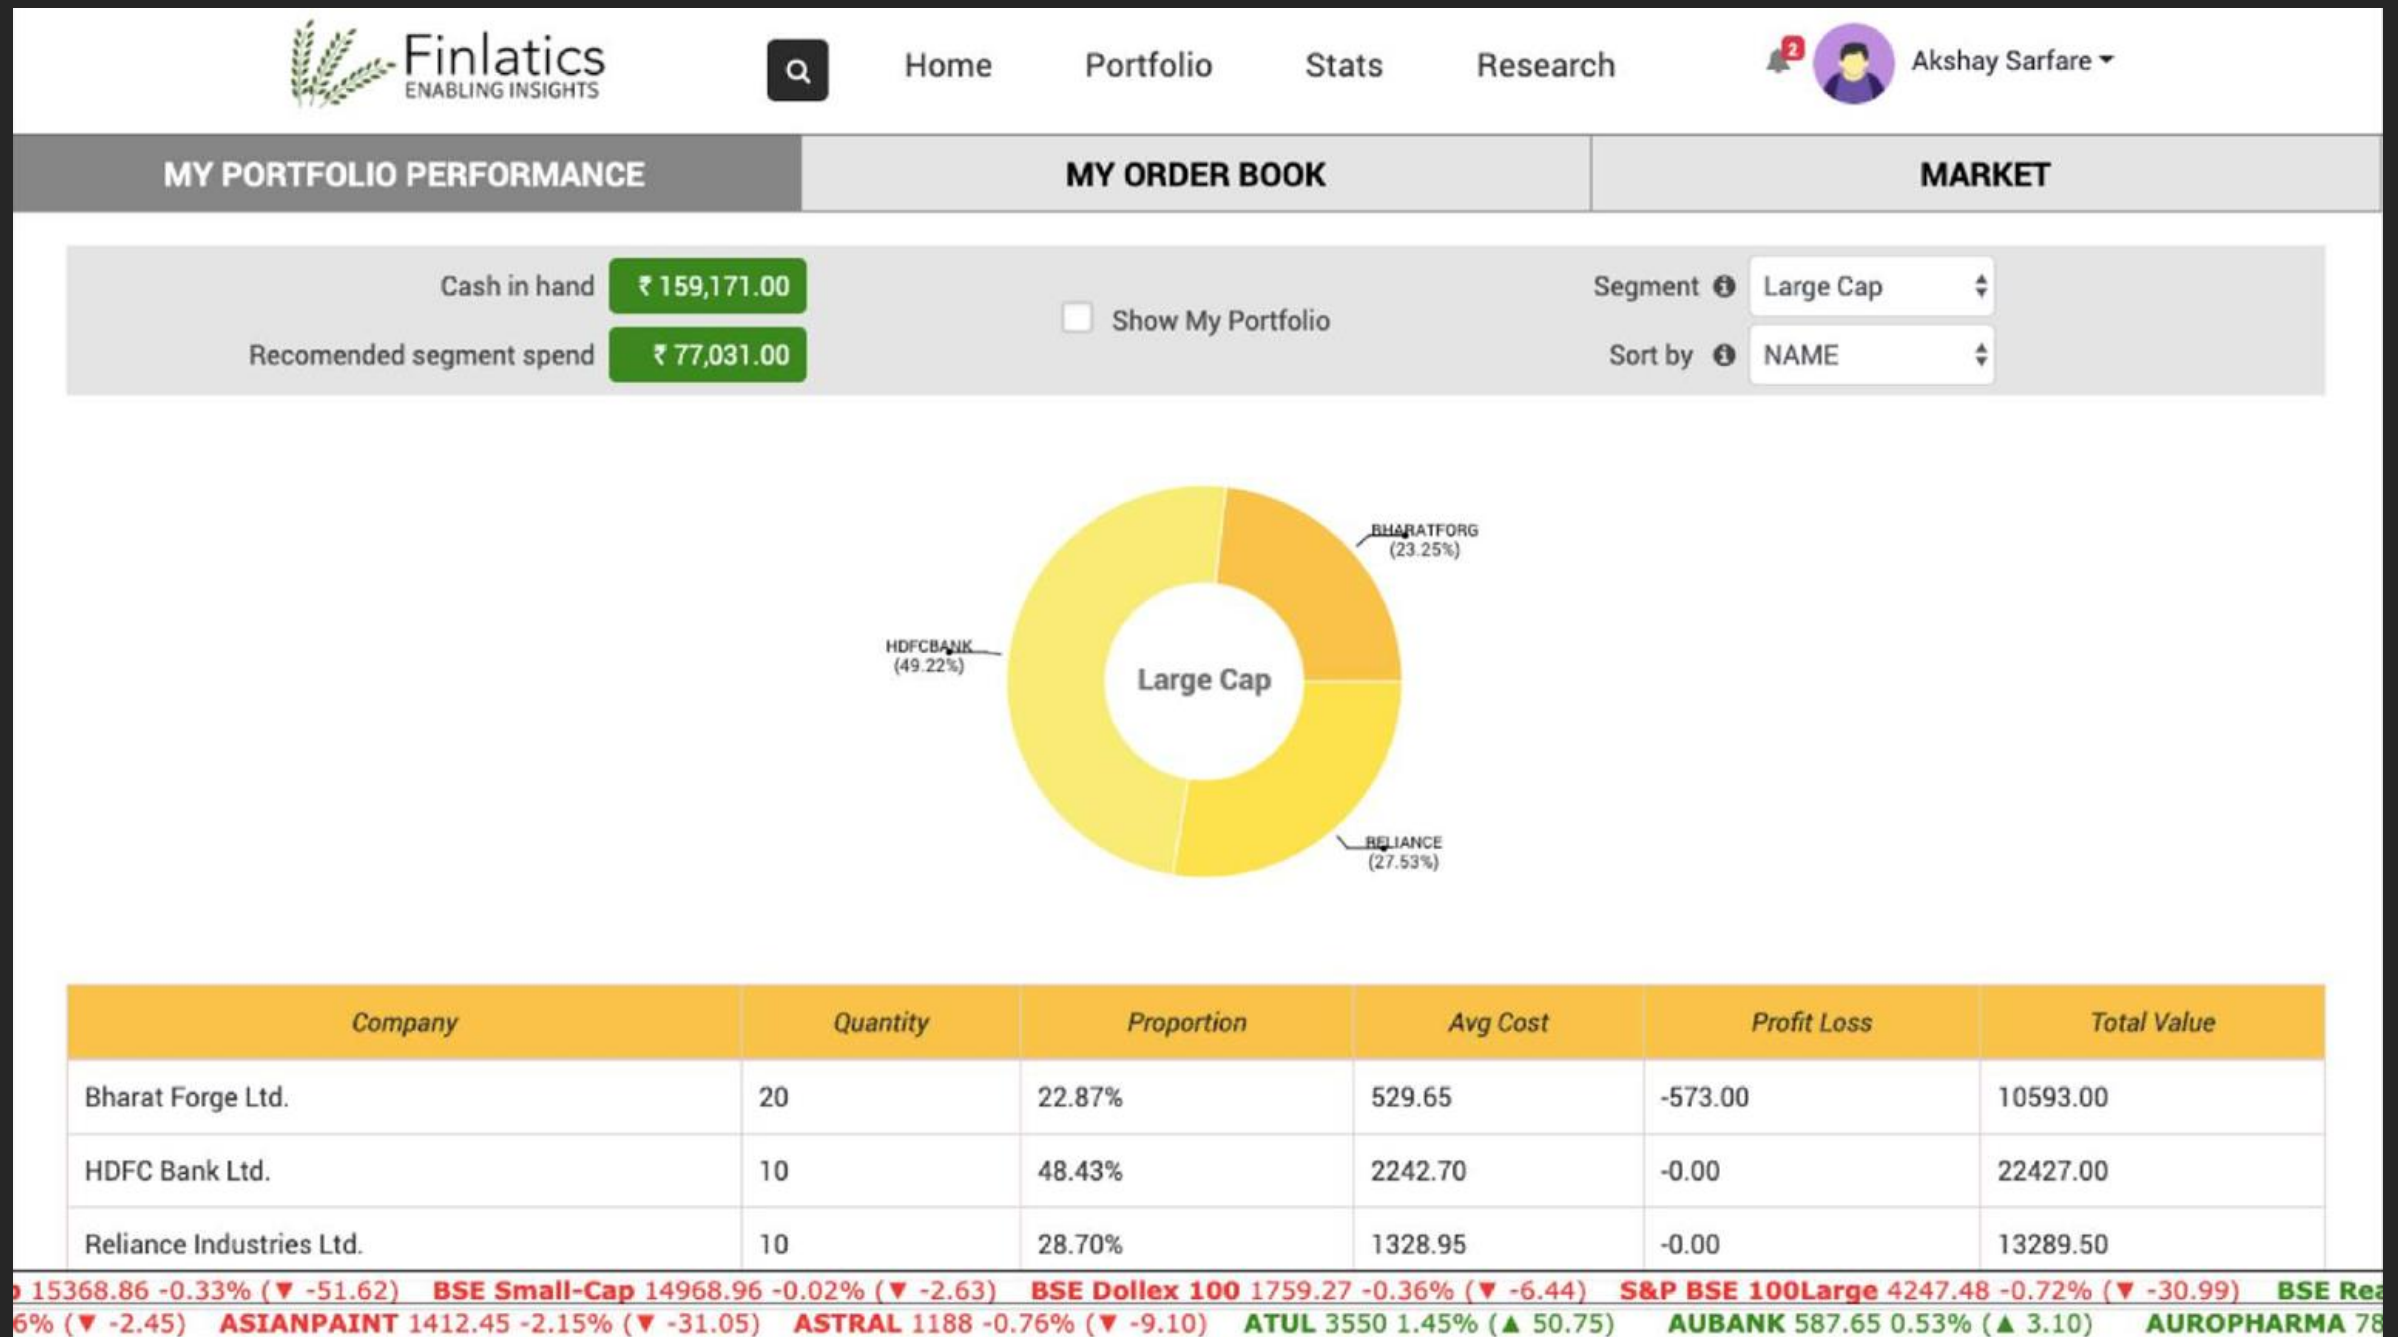 Finlatics
ENABLING INSIGHTS
Home Portfolio Stats Research 2 Akshay Sarfare
MY PORTFOLIO PERFORMANCE MY ORDER BOOK MARKET
Cash in hand ₹ 159,171.00
Recomended segment spend ₹ 77,031.00
Show My Portfolio
Segment Large Cap
Sort by NAME
BHARATFORG
(23.25%)
HDFCBANK
(49.22%)
Large Cap
RELIANCE
(27.53%)
Company Quantity Proportion Avg Cost Profit Loss Total Value
Bharat Forge Ltd. 20 22.87% 529.65 -573.00 10593.00
HDFC Bank Ltd. 10 48.43% 2242.70 -0.00 22427.00
Reliance Industries Ltd. 10 28.70% 1328.95 -0.00 13289.50
15368.86 -0.33% (▼ -51.62) BSE Small-Cap 14968.96 -0.02% (▼ -2.63) BSE Dollex 100 1759.27 -0.36% (▼ -6.44) S&P BSE 100Large 4247.48 -0.72% (▼ -30.99) BSE Rea
6% (▼ -2.45) ASIANPAINT 1412.45 -2.15% (▼ -31.05) ASTRAL 1188 -0.76% (▼ -9.10) ATUL 3550 1.45% (▲ 50.75) AUBANK 587.65 0.53% (▲ 3.10) AUROPHARMA 78